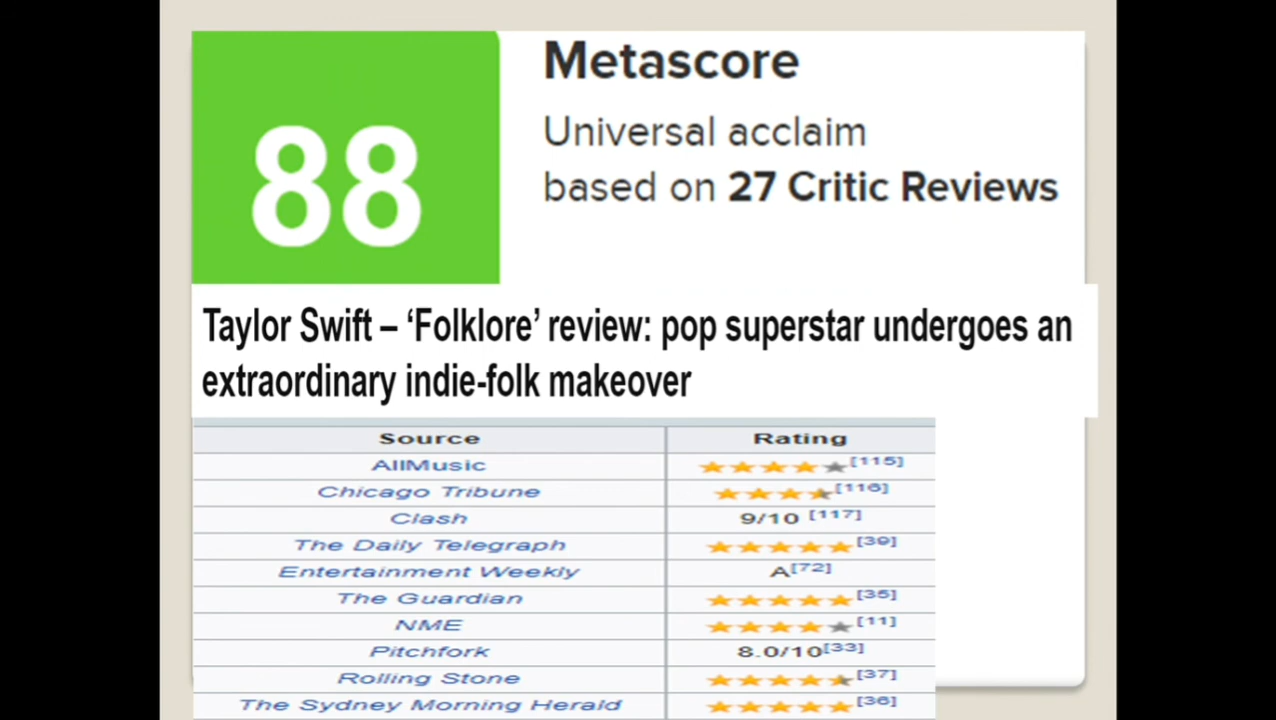 88
Metascore
Universal acclaim
based on 27 Critic Reviews
Taylor Swift – ‘Folklore’ review: pop superstar undergoes an
extraordinary indie-folk makeover
Source Rating
AllMusic [115]
Chicago Tribune [116]
Clash 9/10 [117]
The Daily Telegraph [39]
Entertainment Weekly A[72]
The Guardian [35]
NME [11]
Pitchfork 8.0/10[33]
Rolling Stone [37]
The Sydney Morning Herald [36]